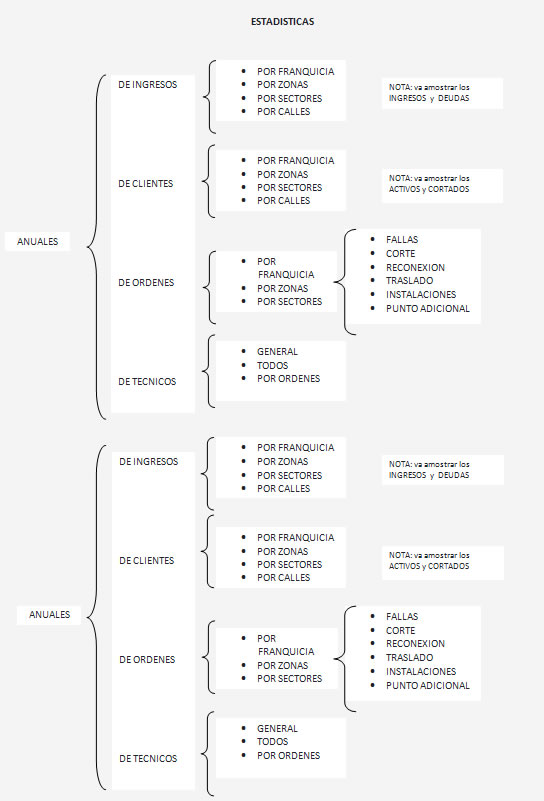 ESTADISTICAS
ANUALES
DE INGRESOS
• POR FRANQUICIA
• POR ZONAS
• POR SECTORES
• POR CALLES
NOTA: va amostrar los
INGRESOS y DEUDAS
DE CLIENTES
• POR FRANQUICIA
• POR ZONAS
• POR SECTORES
• POR CALLES
NOTA: va amostrar los
ACTIVOS y CORTADOS
DE ORDENES
• POR
FRANQUICIA
• POR ZONAS
• POR SECTORES
• FALLAS
• CORTE
• RECONEXION
• TRASLADO
• INSTALACIONES
• PUNTO ADICIONAL
DE TECNICOS
• GENERAL
• TODOS
• POR ORDENES
ANUALES
DE INGRESOS
• POR FRANQUICIA
• POR ZONAS
• POR SECTORES
• POR CALLES
NOTA: va amostrar los
INGRESOS y DEUDAS
DE CLIENTES
• POR FRANQUICIA
• POR ZONAS
• POR SECTORES
• POR CALLES
NOTA: va amostrar los
ACTIVOS y CORTADOS
DE ORDENES
• POR
FRANQUICIA
• POR ZONAS
• POR SECTORES
• FALLAS
• CORTE
• RECONEXION
• TRASLADO
• INSTALACIONES
• PUNTO ADICIONAL
DE TECNICOS
• GENERAL
• TODOS
• POR ORDENES